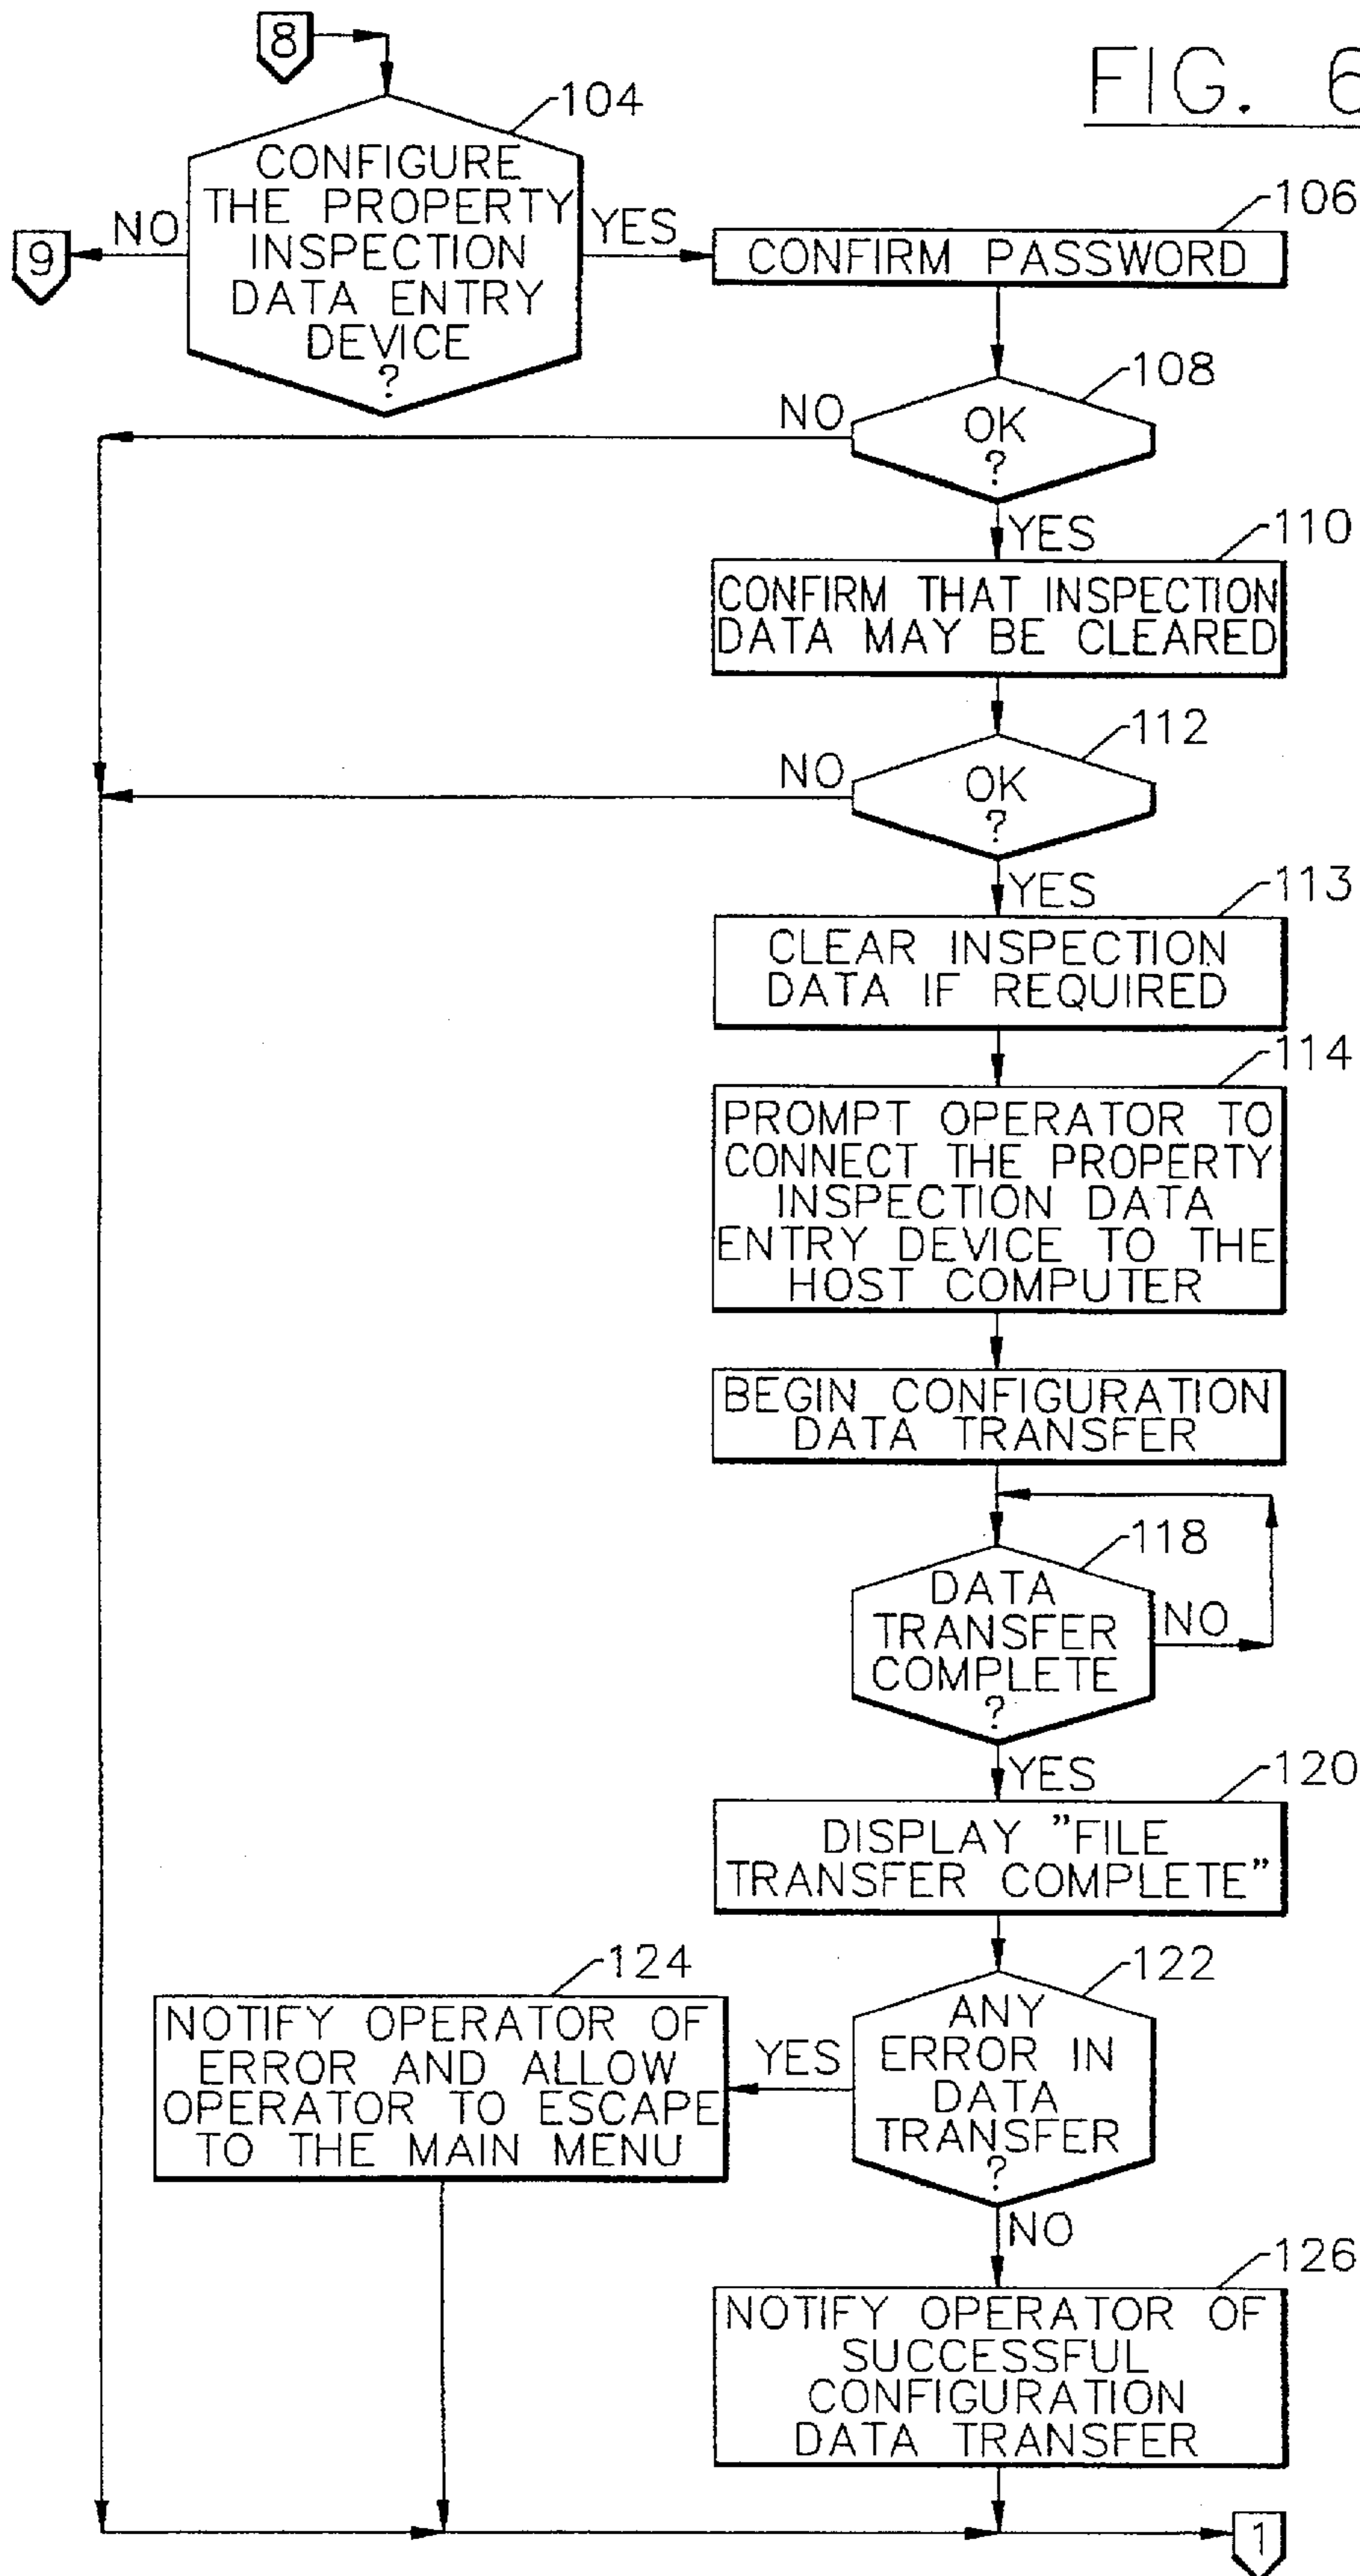 8
FIG. 6
104
CONFIGURE
THE PROPERTY
INSPECTION
DATA ENTRY
DEVICE
?
NO
9
YES
106
CONFIRM PASSWORD
108
OK
?
NO
YES
110
CONFIRM THAT INSPECTION
DATA MAY BE CLEARED
112
OK
?
NO
YES
113
CLEAR INSPECTION
DATA IF REQUIRED
114
PROMPT OPERATOR TO
CONNECT THE PROPERTY
INSPECTION DATA
ENTRY DEVICE TO THE
HOST COMPUTER
BEGIN CONFIGURATION
DATA TRANSFER
118
DATA
TRANSFER
COMPLETE
?
NO
YES
120
DISPLAY "FILE
TRANSFER COMPLETE"
122
ANY
ERROR IN
DATA
TRANSFER
?
YES
124
NOTIFY OPERATOR OF
ERROR AND ALLOW
OPERATOR TO ESCAPE
TO THE MAIN MENU
NO
126
NOTIFY OPERATOR OF
SUCCESSFUL
CONFIGURATION
DATA TRANSFER
1